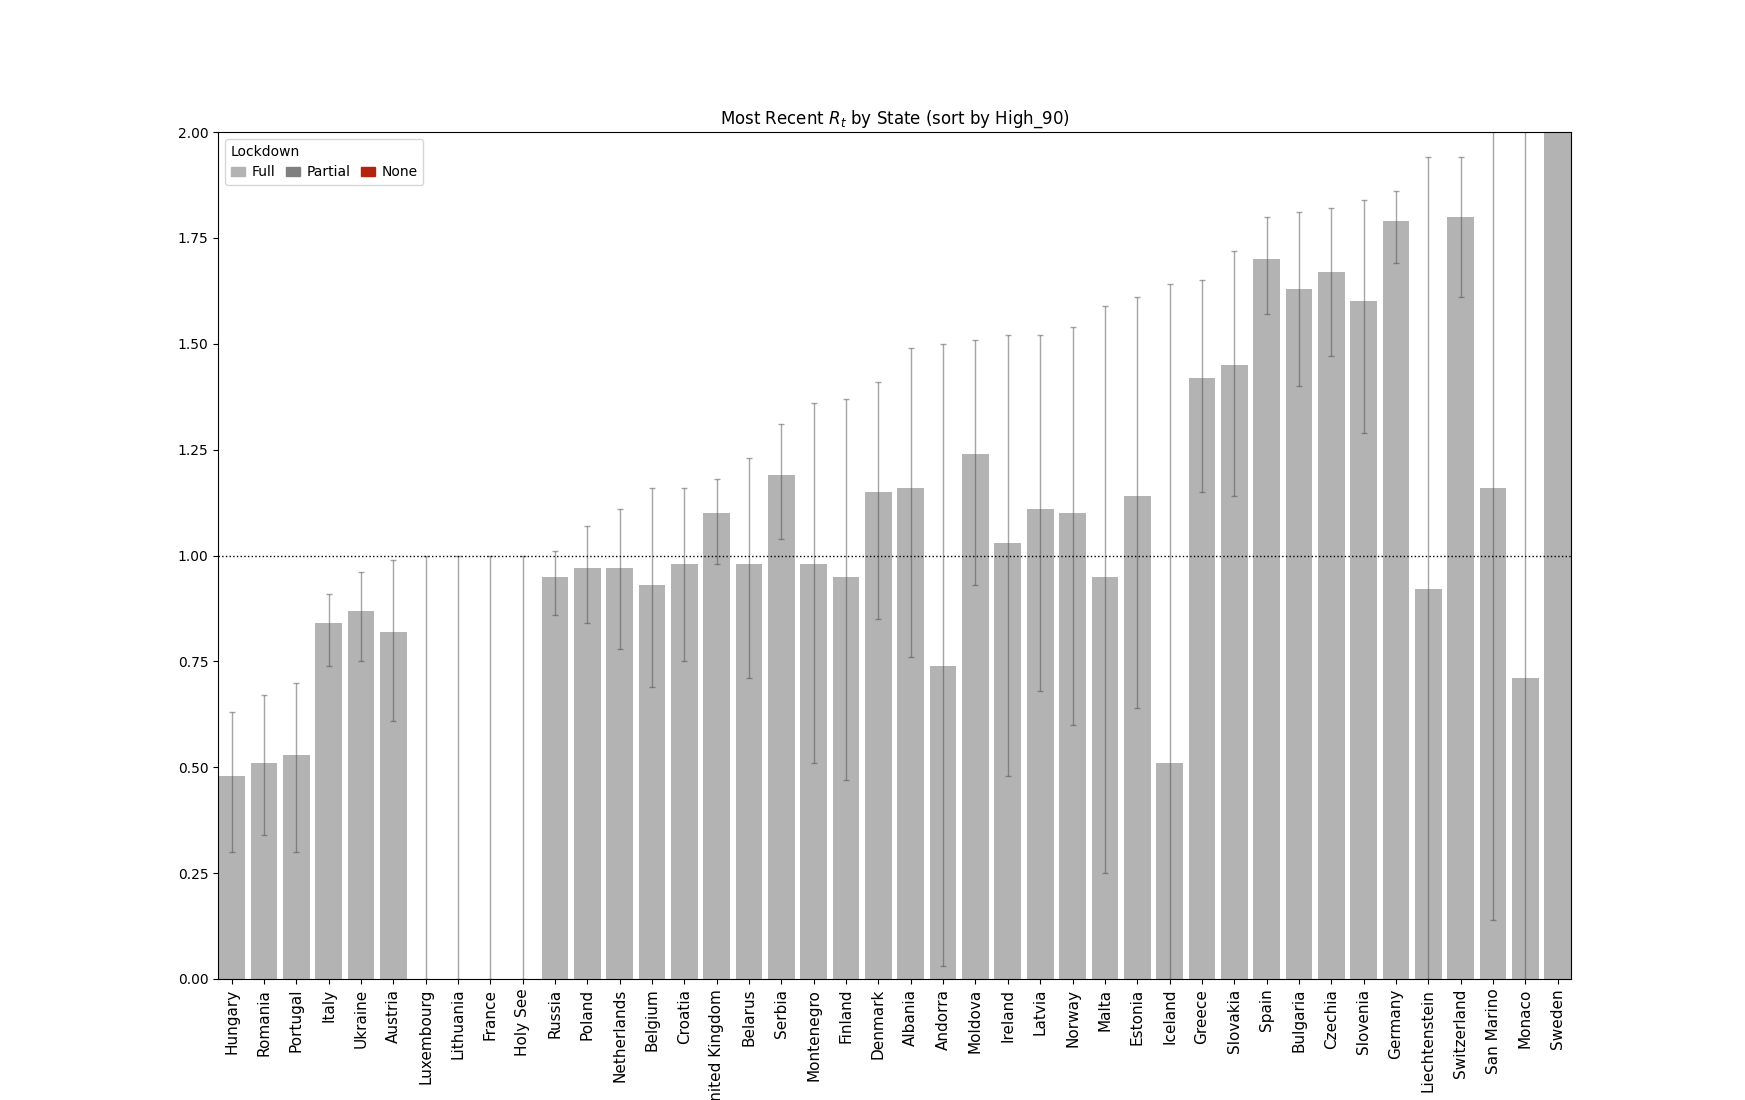 Most Recent R_t by State (sort by High_90)
Lockdown
Full Partial None
2.00
1.75
1.50
1.25
1.00
0.75
0.50
0.25
0.00
Hungary
Romania
Portugal
Italy
Ukraine
Austria
Luxembourg
Lithuania
France
Holy See
Russia
Poland
Netherlands
Belgium
Croatia
nited Kingdom
Belarus
Serbia
Montenegro
Finland
Denmark
Albania
Andorra
Moldova
Ireland
Latvia
Norway
Malta
Estonia
Iceland
Greece
Slovakia
Spain
Bulgaria
Czechia
Slovenia
Germany
Liechtenstein
Switzerland
San Marino
Monaco
Sweden